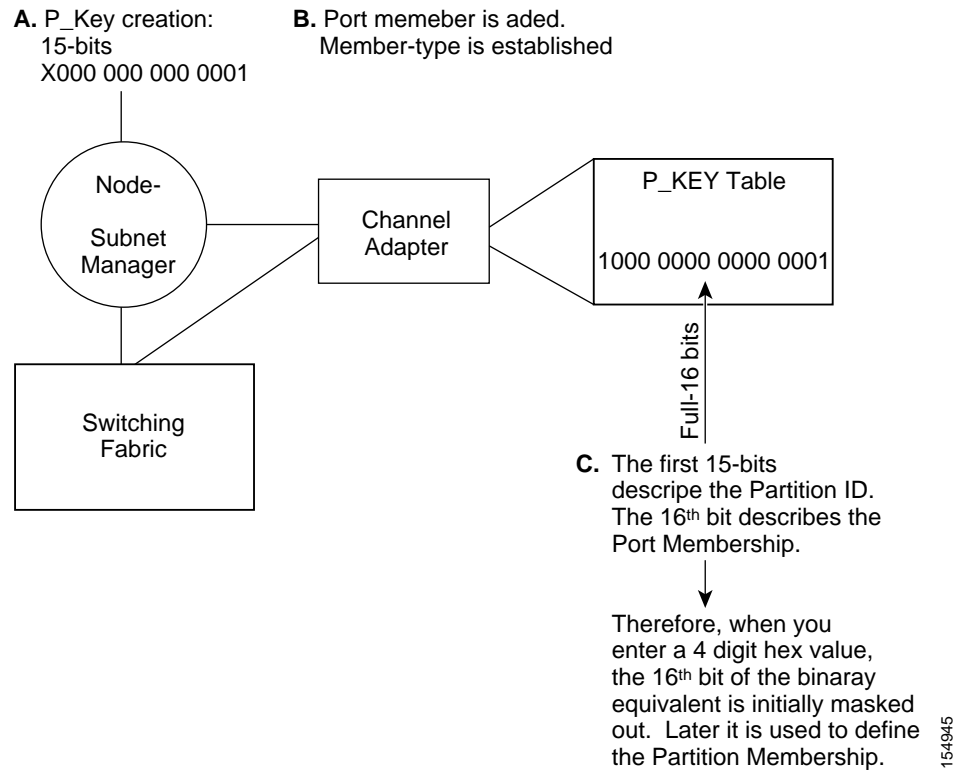 A. P_Key creation:
15-bits
X000 000 000 0001
B. Port memeber is aded.
Member-type is established
Node-
Subnet
Manager
Channel
Adapter
P_KEY Table
1000 0000 0000 0001
Switching
Fabric
Full-16 bits
C. The first 15-bits
descripe the Partition ID.
The 16th bit describes the
Port Membership.
Therefore, when you
enter a 4 digit hex value,
the 16th bit of the binaray
equivalent is initially masked
out. Later it is used to define
the Partition Membership.
154945